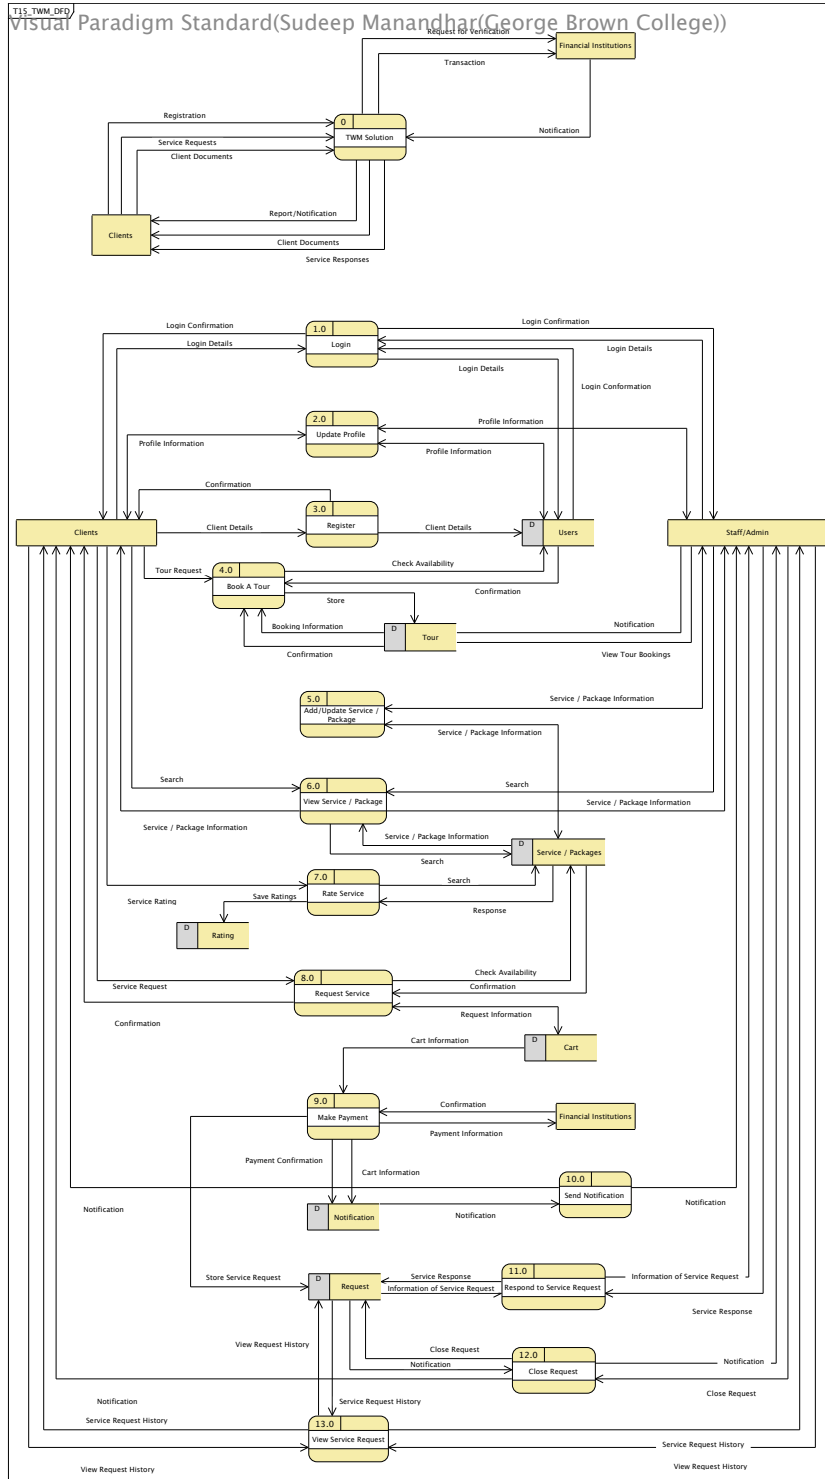 T15_TWM_DFD
Visual Paradigm Standard(Sudeep Manandhar(George Brown College))
Request for Verification
Financial Institutions
Transaction
Registration
0
TWM Solution
Notification
Service Requests
Client Documents
Report/Notification
Clients
Client Documents
Service Responses
Login Confirmation
1.0
Login Confirmation
Login Details
Login
Login Details
Login Details
Login Conformation
2.0
Profile Information
Profile Information
Update Profile
Profile Information
Confirmation
3.0
Clients
Client Details
Register
Client Details
D
Users
Staff/Admin
Tour Request
4.0
Check Availability
Book A Tour
Confirmation
Store
Booking Information
D
Tour
Notification
Confirmation
View Tour Bookings
5.0
Service / Package Information
Add/Update Service /
Package
Service / Package Information
Search
6.0
Search
View Service / Package
Service / Package Information
Service / Package Information
Service / Package Information
D
Service / Packages
Search
7.0
Search
Rate Service
Service Rating
Save Ratings
Response
D
Rating
8.0
Check Availability
Service Request
Request Service
Confirmation
Confirmation
Request Information
Cart Information
D
Cart
9.0
Confirmation
Make Payment
Financial Institutions
Payment Information
Payment Confirmation
Cart Information
10.0
Send Notification
Notification
D
Notification
Notification
Notification
11.0
Store Service Request
D
Request
Service Response
Information of Service Request
Information of Service Request
Respond to Service Request
Service Response
View Request History
Close Request
12.0
Notification
Notification
Close Request
Close Request
Notification
Service Request History
Service Request History
13.0
View Service Request
Service Request History
View Request History
View Request History